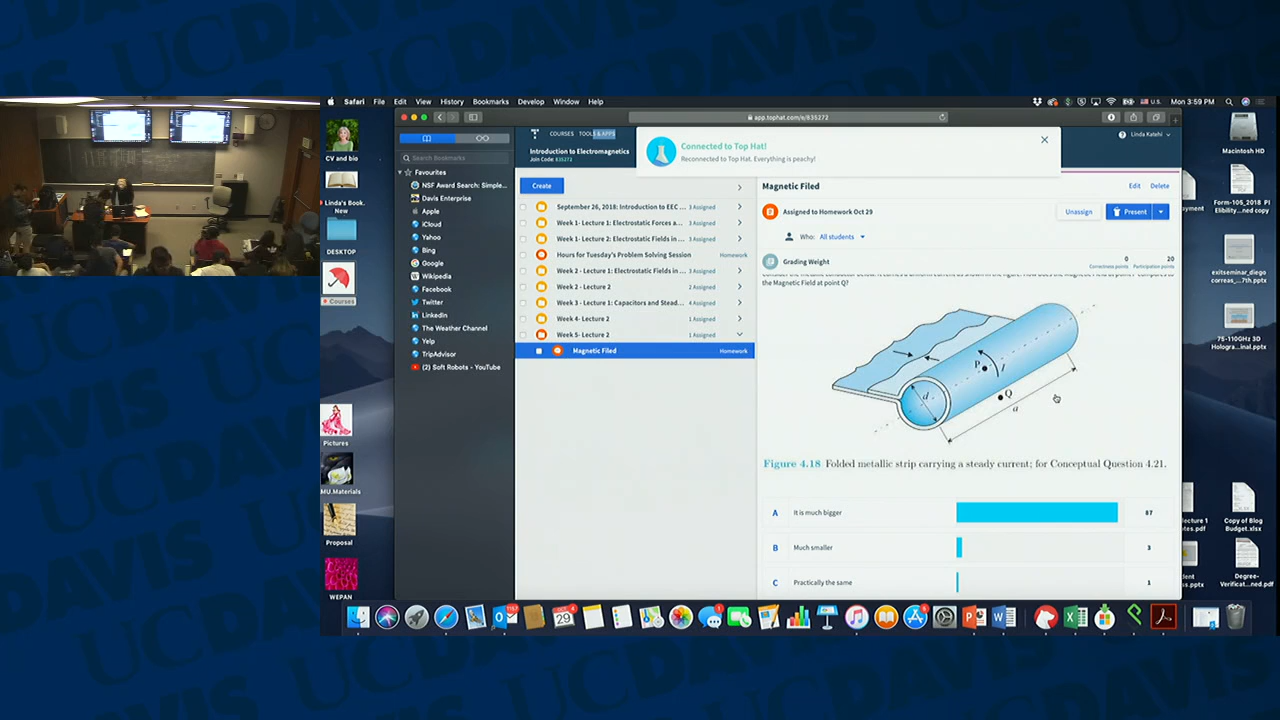 UC DAVIS
Safari File Edit View History Bookmarks Develop Window Help
U.S. Mon 3:59 PM
app.tophat.com/e/835272
COURSES TOOLS & APPS
Linda Katehi
Introduction to Electromagnetics
Join Code: 835272
Connected to Top Hat!
Reconnected to Top Hat. Everything is peachy!
Search Bookmarks
Favourites
NSF Award Search: Simple...
Davis Enterprise
Apple
iCloud
Yahoo
Bing
Google
Wikipedia
Facebook
Twitter
LinkedIn
The Weather Channel
Yelp
TripAdvisor
(2) Soft Robots - YouTube
Create
September 26, 2018: Introduction to EEC ... 3 Assigned
Week 1- Lecture 1: Electrostatic Forces a... 3 Assigned
Week 1- Lecture 2: Electrostatic Fields in ... 3 Assigned
Hours for Tuesday's Problem Solving Session Homework
Week 2 - Lecture 1: Electrostatic Fields in ... 3 Assigned
Week 2 - Lecture 2 2 Assigned
Week 3 - Lecture 1: Capacitors and Stead... 4 Assigned
Week 4- Lecture 2 1 Assigned
Week 5- Lecture 2 1 Assigned
Magnetic Filed Homework
Magnetic Filed
Edit Delete
Assigned to Homework Oct 29
Unassign Present
Who: All students
Grading Weight
0 20
Correctness points Participation points
the Magnetic Field at point Q?
P I
Q
d
a
Figure 4.18 Folded metallic strip carrying a steady current; for Conceptual Question 4.21.
A It is much bigger 87
B Much smaller 3
C Practically the same 1
CV and bio
Linda's Book.
New
DESKTOP
Courses
Pictures
MU.Materials
Proposal
WEPAN
Macintosh HD
Form-105_2018
Elibility
PI
...ned copy
exitseminar_diego
correas_...7th.pptx
75-110GHz 3D
Hologra...inal.pptx
Copy of Blog
Budget.xlsx
Degree-
Verificat...ned.pdf
OCT
29